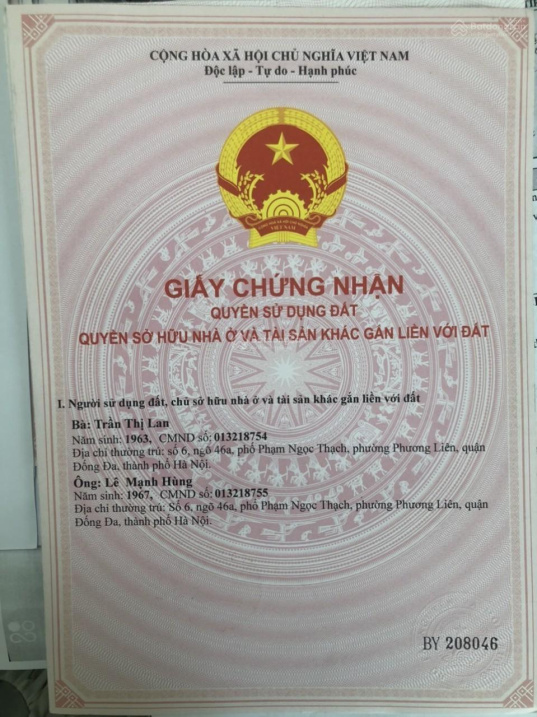 CỘNG HÒA XÃ HỘI CHỦ NGHĨA VIỆT NAM
Độc lập - Tự do - Hạnh phúc
VIỆT NAM
GIẤY CHỨNG NHẬN
QUYỀN SỬ DỤNG ĐẤT
QUYỀN SỞ HỮU NHÀ Ở VÀ TÀI SẢN KHÁC GẮN LIỀN VỚI ĐẤT
I. Người sử dụng đất, chủ sở hữu nhà ở và tài sản khác gắn liền với đất
Bà: Trần Thị Lan
Năm sinh: 1963, CMND số: 013218754
Địa chỉ thường trú: số 6, ngõ 46a, phố Phạm Ngọc Thạch, phường Phương Liên, quận
Đống Đa, thành phố Hà Nội.
Ông: Lê Mạnh Hùng
Năm sinh: 1967, CMND số: 013218755
Địa chỉ thường trú: Số 6, ngõ 46a, phố Phạm Ngọc Thạch, phường Phương Liên, quận
Đống Đa, thành phố Hà Nội.
BY 208046